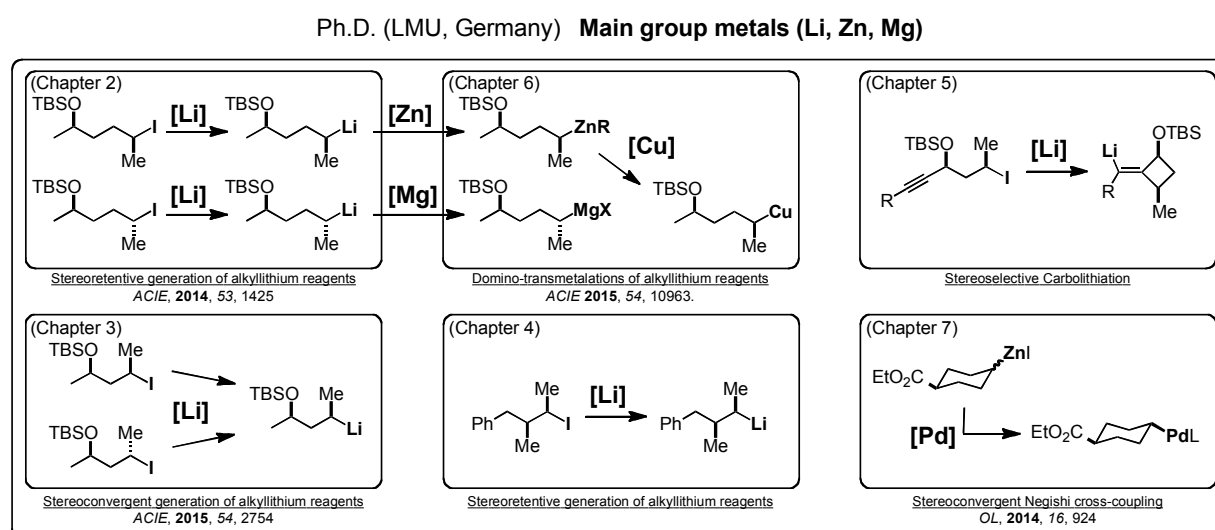 Ph.D. (LMU, Germany) Main group metals (Li, Zn, Mg)
(Chapter 2)
TBSO
I
Me
[Li]
TBSO
Li
Me
TBSO
I
Me
[Li]
TBSO
Li
Me
Stereoretentive generation of alkyllithium reagents
ACIE, 2014, 53, 1425
[Zn]
[Mg]
(Chapter 6)
TBSO
ZnR
Me
[Cu]
TBSO
MgX
Me
TBSO
Cu
Me
Domino-transmetalations of alkyllithium reagents
ACIE 2015, 54, 10963.
(Chapter 5)
TBSO
Me
R
I
[Li]
OTBS
Li
R
Me
Stereoselective Carbolithiation
(Chapter 3)
TBSO
Me
I
TBSO
Me
I
[Li]
TBSO
Me
Li
Stereoconvergent generation of alkyllithium reagents
ACIE, 2015, 54, 2754
(Chapter 4)
Me
Ph
I
Me
[Li]
Me
Ph
Li
Me
Stereoretentive generation of alkyllithium reagents
(Chapter 7)
ZnI
EtO2C
[Pd]
EtO2C
PdL
Stereoconvergent Negishi cross-coupling
OL, 2014, 16, 924